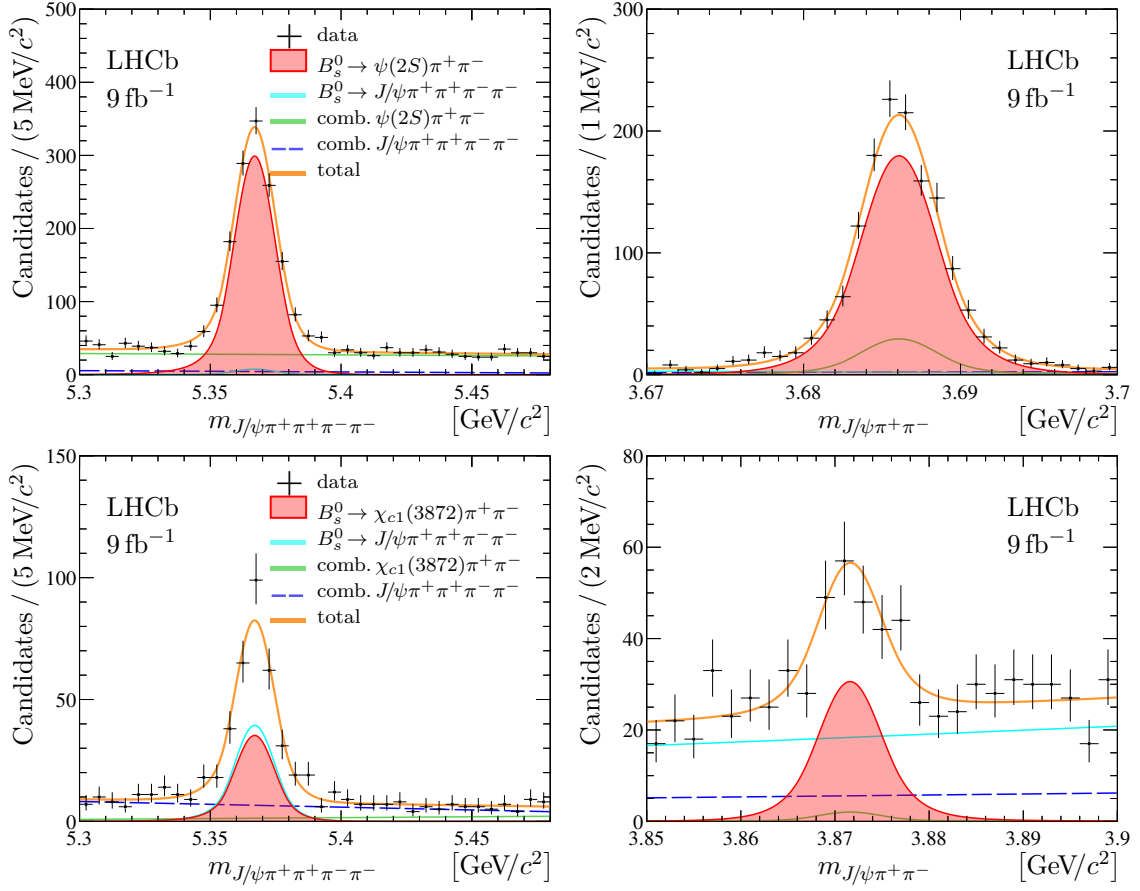 Candidates / (5 MeV/c²)
500
400
300
200
100
0
LHCb
9 fb⁻¹
data
B⁰ₛ → ψ(2S)π⁺π⁻
B⁰ₛ → J/ψπ⁺π⁺π⁻π⁻
comb. ψ(2S)π⁺π⁻
comb. J/ψπ⁺π⁺π⁻π⁻
total
5.3 5.35 5.4 5.45
m_{J/ψπ⁺π⁺π⁻π⁻} [GeV/c²]
Candidates / (1 MeV/c²)
300
200
100
0
LHCb
9 fb⁻¹
3.67 3.68 3.69 3.7
m_{J/ψπ⁺π⁻} [GeV/c²]
Candidates / (5 MeV/c²)
150
100
50
0
LHCb
9 fb⁻¹
data
B⁰ₛ → χ_{c1}(3872)π⁺π⁻
B⁰ₛ → J/ψπ⁺π⁺π⁻π⁻
comb. χ_{c1}(3872)π⁺π⁻
comb. J/ψπ⁺π⁺π⁻π⁻
total
5.3 5.35 5.4 5.45
m_{J/ψπ⁺π⁺π⁻π⁻} [GeV/c²]
Candidates / (2 MeV/c²)
80
60
40
20
0
LHCb
9 fb⁻¹
3.85 3.86 3.87 3.88 3.89 3.9
m_{J/ψπ⁺π⁻} [GeV/c²]